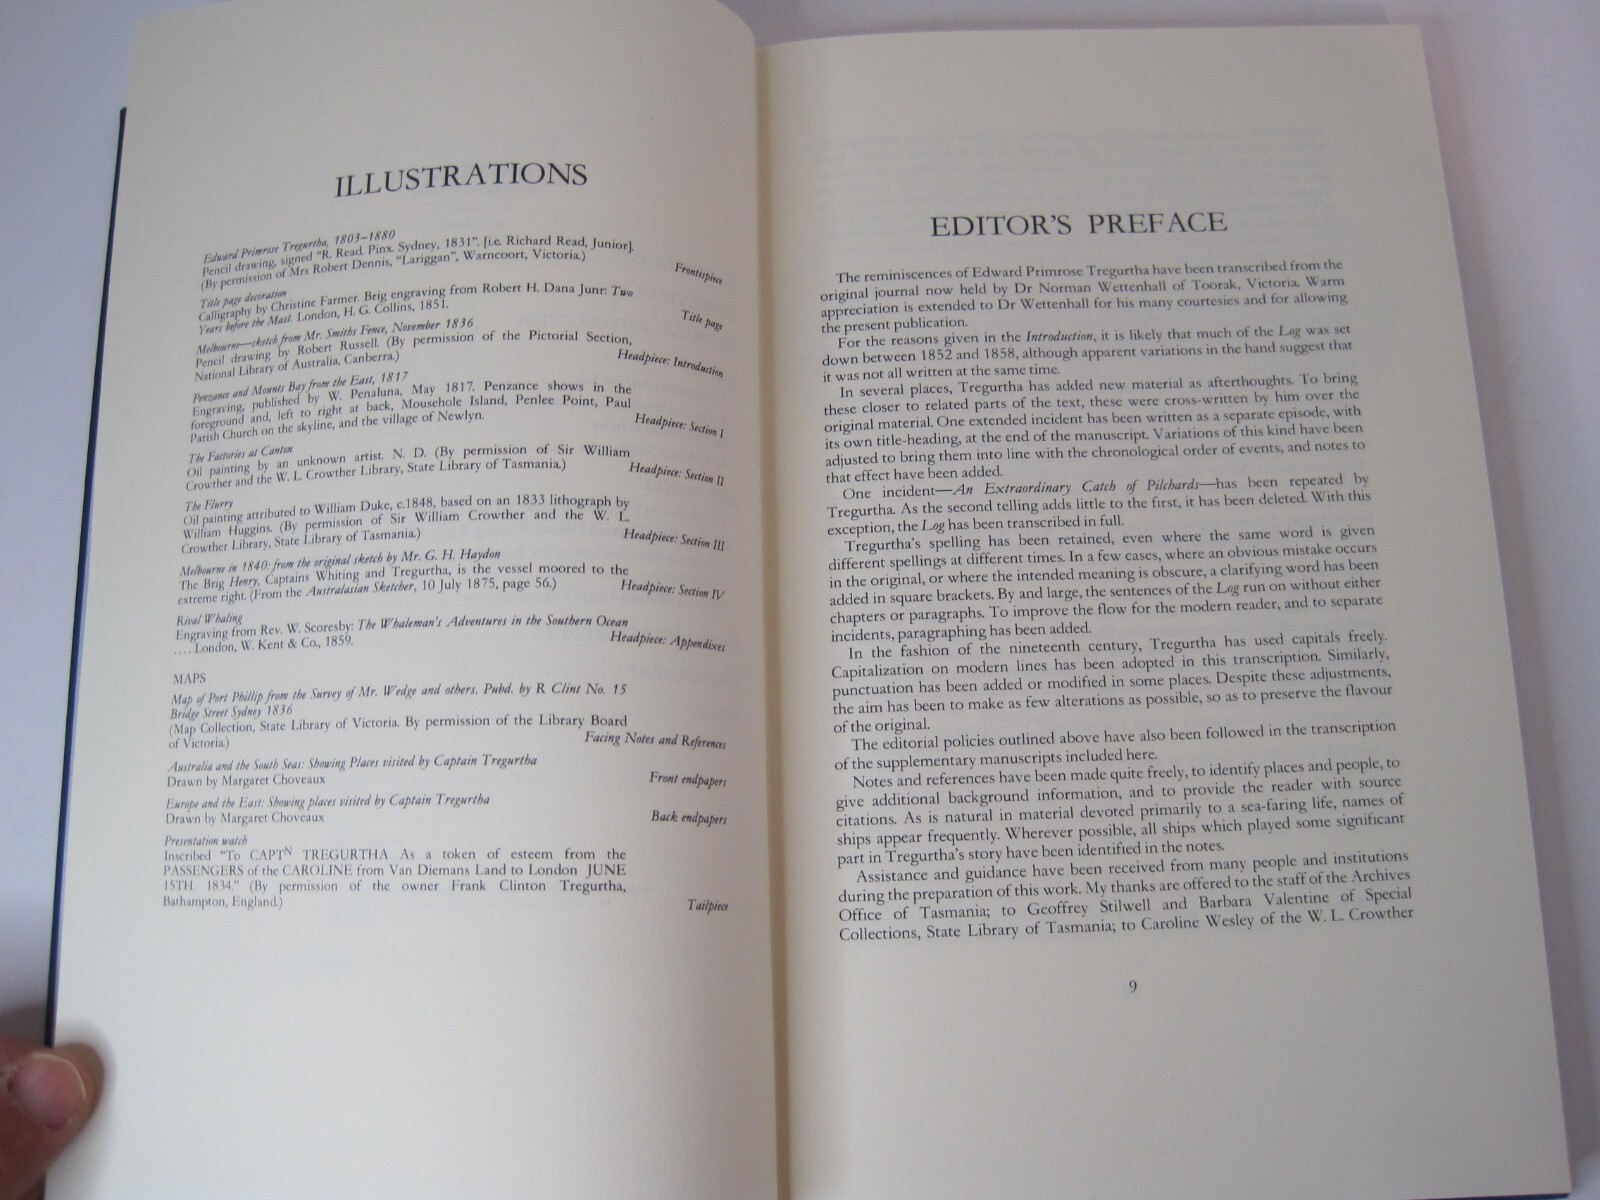 ILLUSTRATIONS
Edward Primrose Tregurtha, 1803–1880
Pencil drawing, signed "R. Read. Pinx. Sydney, 1831". [i.e. Richard Read, Junior].
(By permission of Mrs Robert Dennis, "Lariggan", Warncoort, Victoria.)
Frontispiece
Title page decoration
Calligraphy by Christine Farmer. Brig engraving from Robert H. Dana Junr: Two
Years before the Mast. London, H. G. Collins, 1851.
Title page
Melbourne—sketch from Mr. Smiths Fence, November 1836
Pencil drawing by Robert Russell. (By permission of the Pictorial Section,
National Library of Australia, Canberra.)
Headpiece: Introduction
Penzance and Mounts Bay from the East, 1817
Engraving, published by W. Penaluna, May 1817. Penzance shows in the
foreground and, left to right at back, Mousehole Island, Penlee Point, Paul
Parish Church on the skyline, and the village of Newlyn.
Headpiece: Section I
The Factories at Canton
Oil painting by an unknown artist. N. D. (By permission of Sir William
Crowther and the W. L. Crowther Library, State Library of Tasmania.)
Headpiece: Section II
The Flurry
Oil painting attributed to William Duke, c.1848, based on an 1833 lithograph by
William Huggins. (By permission of Sir William Crowther and the W. L.
Crowther Library, State Library of Tasmania.)
Headpiece: Section III
Melbourne in 1840: from the original sketch by Mr. G. H. Haydon
The Brig Henry, Captains Whiting and Tregurtha, is the vessel moored to the
extreme right. (From the Australasian Sketcher, 10 July 1875, page 56.)
Headpiece: Section IV
Rival Whaling
Engraving from Rev. W. Scoresby: The Whaleman's Adventures in the Southern Ocean
. . . . London, W. Kent & Co., 1859.
Headpiece: Appendixes
MAPS
Map of Port Phillip from the Survey of Mr. Wedge and others. Pubd. by R Clint No. 15
Bridge Street Sydney 1836
(Map Collection, State Library of Victoria. By permission of the Library Board
of Victoria.)
Facing Notes and References
Australia and the South Seas: Showing Places visited by Captain Tregurtha
Drawn by Margaret Choveaux
Front endpapers
Europe and the East: Showing places visited by Captain Tregurtha
Drawn by Margaret Choveaux
Back endpapers
Presentation watch
Inscribed "To CAPTN TREGURTHA As a token of esteem from the
PASSENGERS of the CAROLINE from Van Diemans Land to London JUNE
15TH. 1834." (By permission of the owner Frank Clinton Tregurtha,
Bathampton, England.)
Tailpiece
EDITOR'S PREFACE
The reminiscences of Edward Primrose Tregurtha have been transcribed from the
original journal now held by Dr Norman Wettenhall of Toorak, Victoria. Warm
appreciation is extended to Dr Wettenhall for his many courtesies and for allowing
the present publication.
For the reasons given in the Introduction, it is likely that much of the Log was set
down between 1852 and 1858, although apparent variations in the hand suggest that
it was not all written at the same time.
In several places, Tregurtha has added new material as afterthoughts. To bring
these closer to related parts of the text, these were cross-written by him over the
original material. One extended incident has been written as a separate episode, with
its own title-heading, at the end of the manuscript. Variations of this kind have been
adjusted to bring them into line with the chronological order of events, and notes to
that effect have been added.
One incident—An Extraordinary Catch of Pilchards—has been repeated by
Tregurtha. As the second telling adds little to the first, it has been deleted. With this
exception, the Log has been transcribed in full.
Tregurtha's spelling has been retained, even where the same word is given
different spellings at different times. In a few cases, where an obvious mistake occurs
in the original, or where the intended meaning is obscure, a clarifying word has been
added in square brackets. By and large, the sentences of the Log run on without either
chapters or paragraphs. To improve the flow for the modern reader, and to separate
incidents, paragraphing has been added.
In the fashion of the nineteenth century, Tregurtha has used capitals freely.
Capitalization on modern lines has been adopted in this transcription. Similarly,
punctuation has been added or modified in some places. Despite these adjustments,
the aim has been to make as few alterations as possible, so as to preserve the flavour
of the original.
The editorial policies outlined above have also been followed in the transcription
of the supplementary manuscripts included here.
Notes and references have been made quite freely, to identify places and people, to
give additional background information, and to provide the reader with source
citations. As is natural in material devoted primarily to a sea-faring life, names of
ships appear frequently. Wherever possible, all ships which played some significant
part in Tregurtha's story have been identified in the notes.
Assistance and guidance have been received from many people and institutions
during the preparation of this work. My thanks are offered to the staff of the Archives
Office of Tasmania; to Geoffrey Stilwell and Barbara Valentine of Special
Collections, State Library of Tasmania; to Caroline Wesley of the W. L. Crowther
9